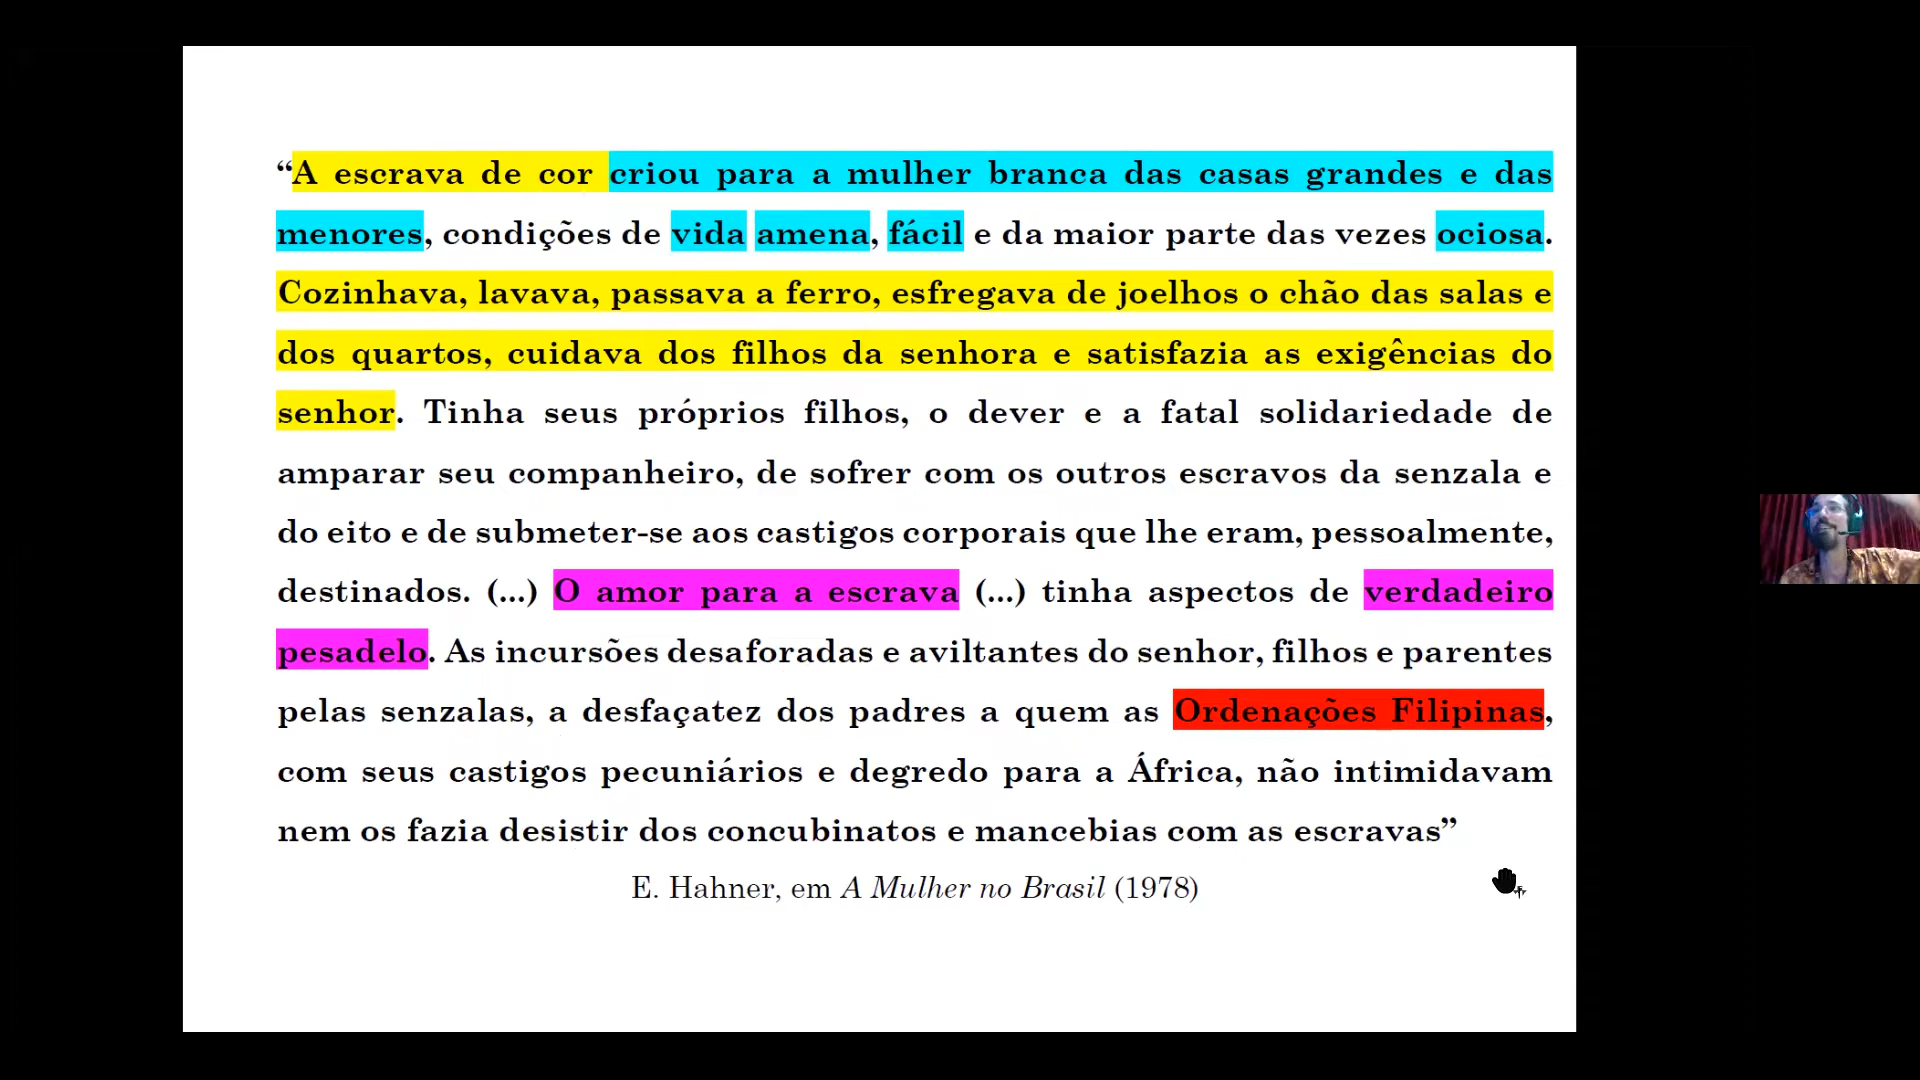 “A escrava de cor criou para a mulher branca das casas grandes e das
menores, condições de vida amena, fácil e da maior parte das vezes ociosa.
Cozinhava, lavava, passava a ferro, esfregava de joelhos o chão das salas e
dos quartos, cuidava dos filhos da senhora e satisfazia as exigências do
senhor. Tinha seus próprios filhos, o dever e a fatal solidariedade de
amparar seu companheiro, de sofrer com os outros escravos da senzala e
do eito e de submeter-se aos castigos corporais que lhe eram, pessoalmente,
destinados. (...) O amor para a escrava (...) tinha aspectos de verdadeiro
pesadelo. As incursões desaforadas e aviltantes do senhor, filhos e parentes
pelas senzalas, a desfaçatez dos padres a quem as Ordenações Filipinas,
com seus castigos pecuniários e degredo para a África, não intimidavam
nem os fazia desistir dos concubinatos e mancebias com as escravas”
E. Hahner, em A Mulher no Brasil (1978)